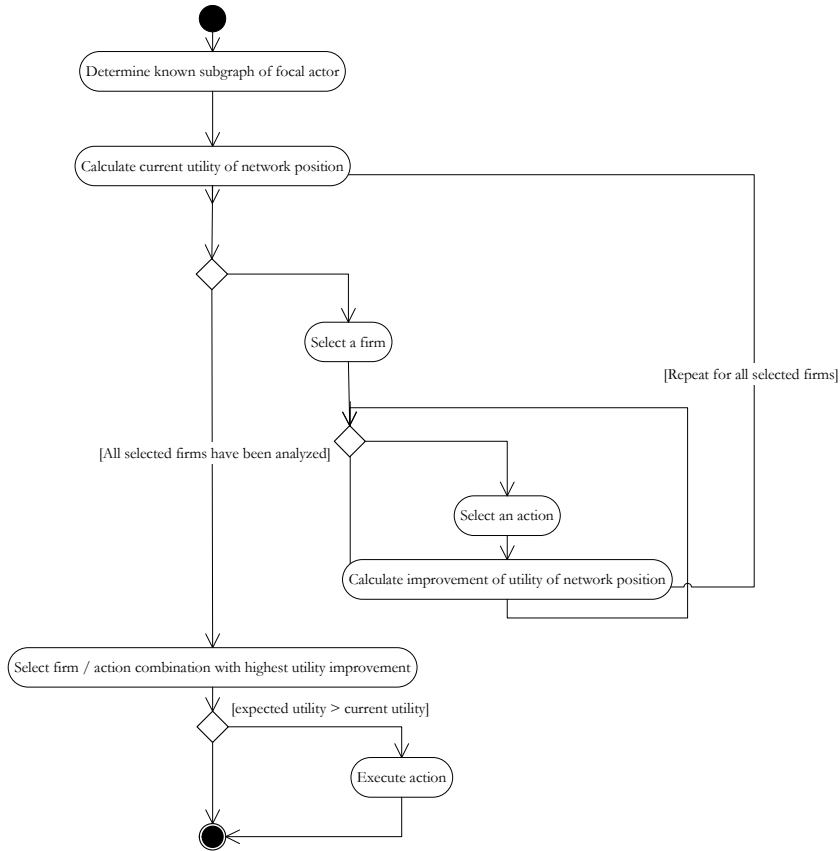 Determine known subgraph of focal actor
Calculate current utility of network position
Select a firm
[Repeat for all selected firms]
[All selected firms have been analyzed]
Select an action
Calculate improvement of utility of network position
Select firm / action combination with highest utility improvement
[expected utility > current utility]
Execute action